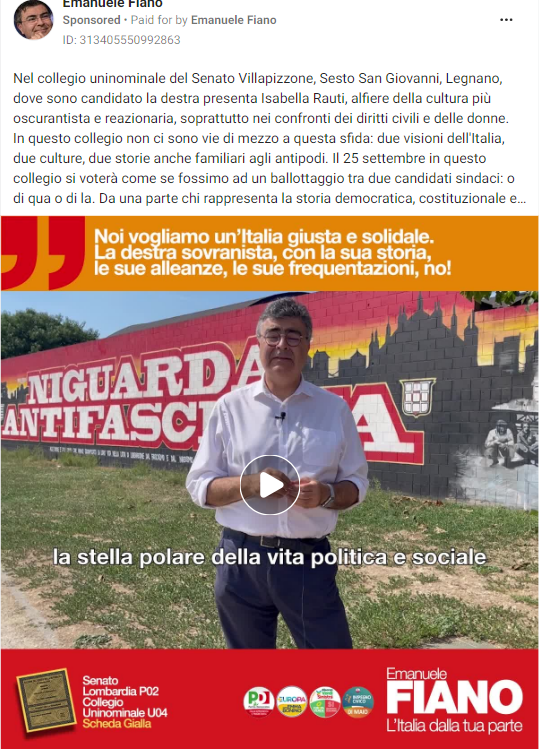 Emanuele Fiano
Sponsored • Paid for by Emanuele Fiano
ID: 313405550992863
Nel collegio uninominale del Senato Villapizzone, Sesto San Giovanni, Legnano,
dove sono candidato la destra presenta Isabella Rauti, alfiere della cultura più
oscurantista e reazionaria, soprattutto nei confronti dei diritti civili e delle donne.
In questo collegio non ci sono vie di mezzo a questa sfida: due visioni dell'Italia,
due culture, due storie anche familiari agli antipodi. Il 25 settembre in questo
collegio si voterà come se fossimo ad un ballottaggio tra due candidati sindaci: o
di qua o di la. Da una parte chi rappresenta la storia democratica, costituzionale e...
Noi vogliamo un'Italia giusta e solidale.
La destra sovranista, con la sua storia,
le sue alleanze, le sue frequentazioni, no!
NIGUARDA
ANTIFASCI TA
la stella polare della vita politica e sociale
Senato
Lombardia P02
Collegio
Uninominale U04
Scheda Gialla
PD
EUROPA
Emanuele
FIANO
L'Italia dalla tua parte